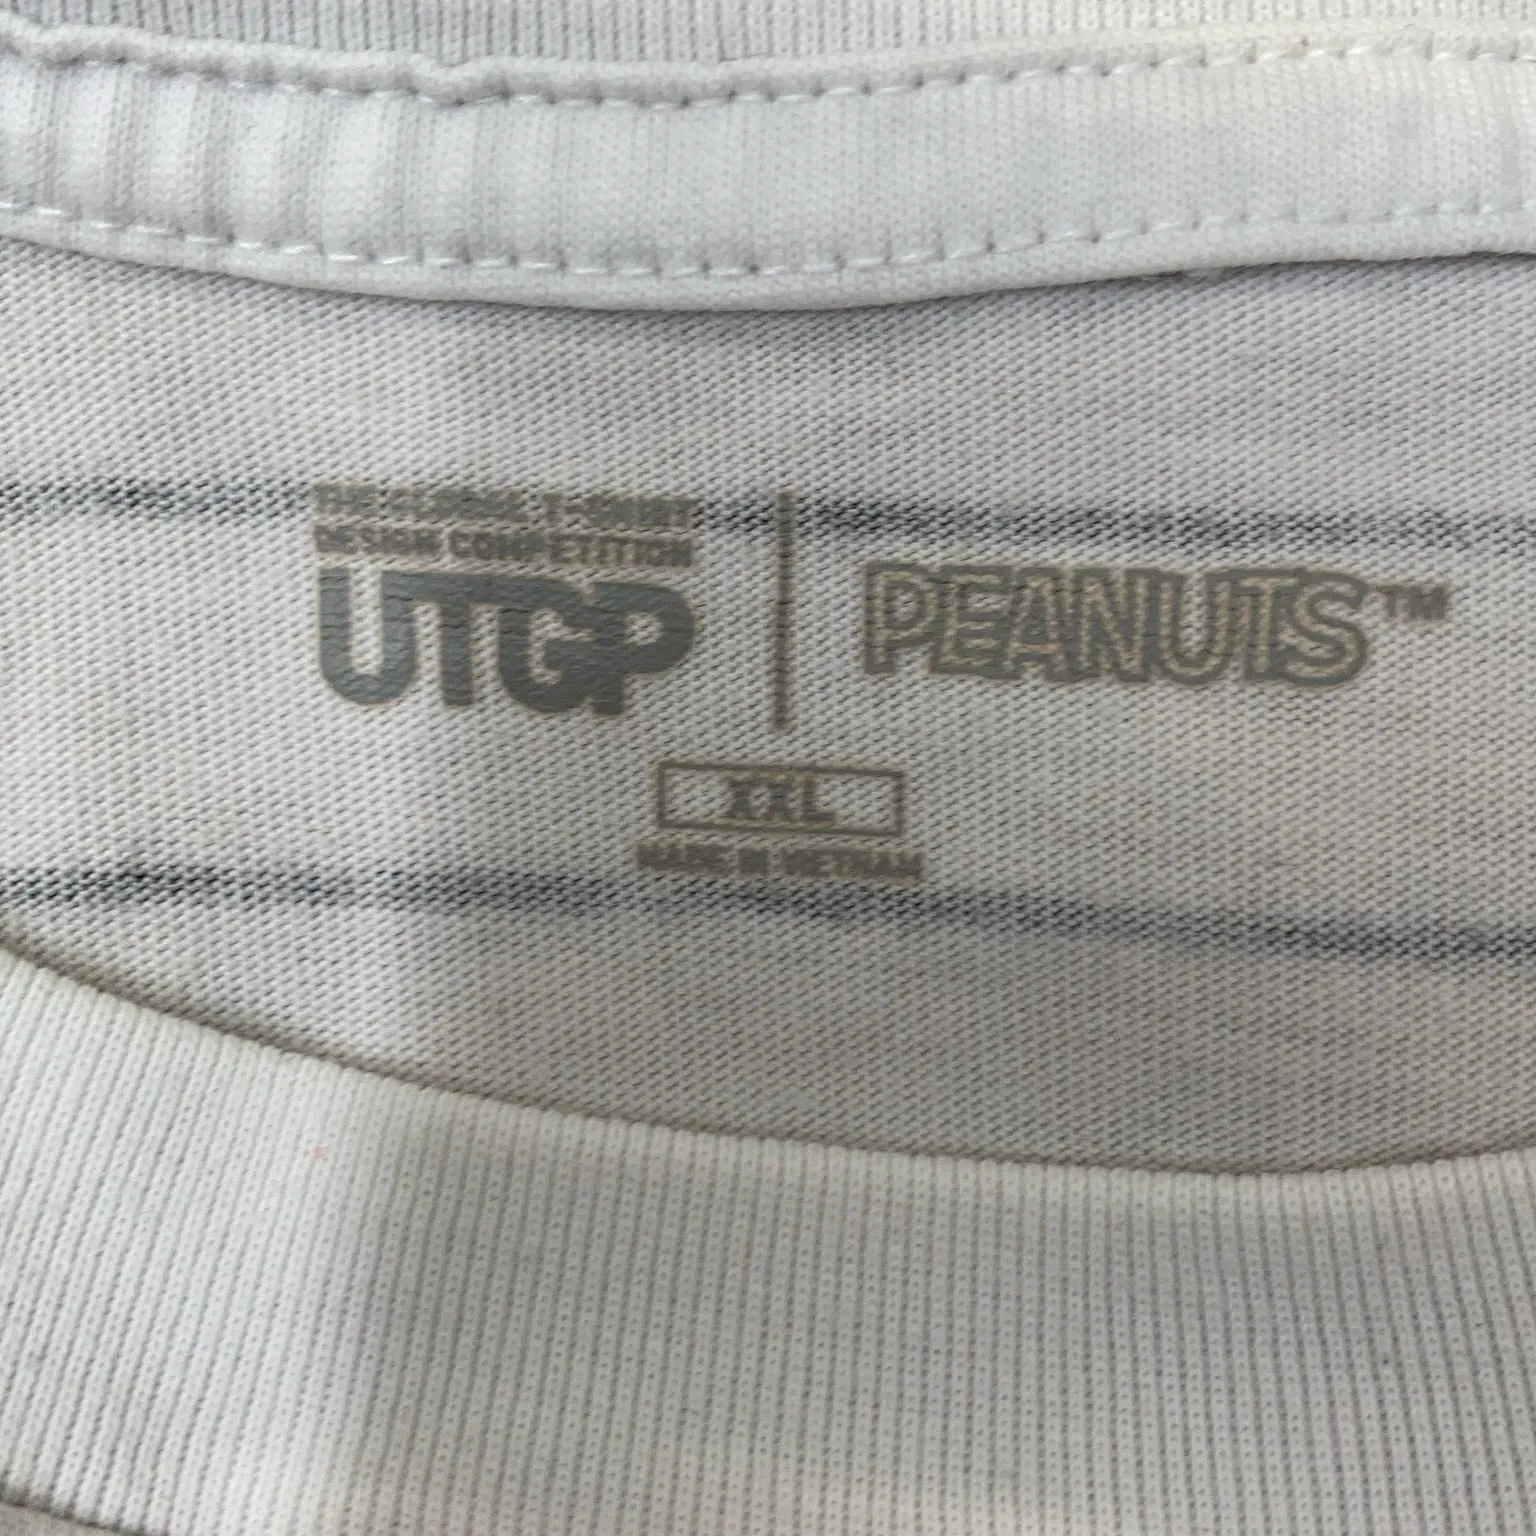 THE GLOBAL T-SHIRT
DESIGN COMPETITION
UTGP
PEANUTS™
XXL
MADE IN VIETNAM